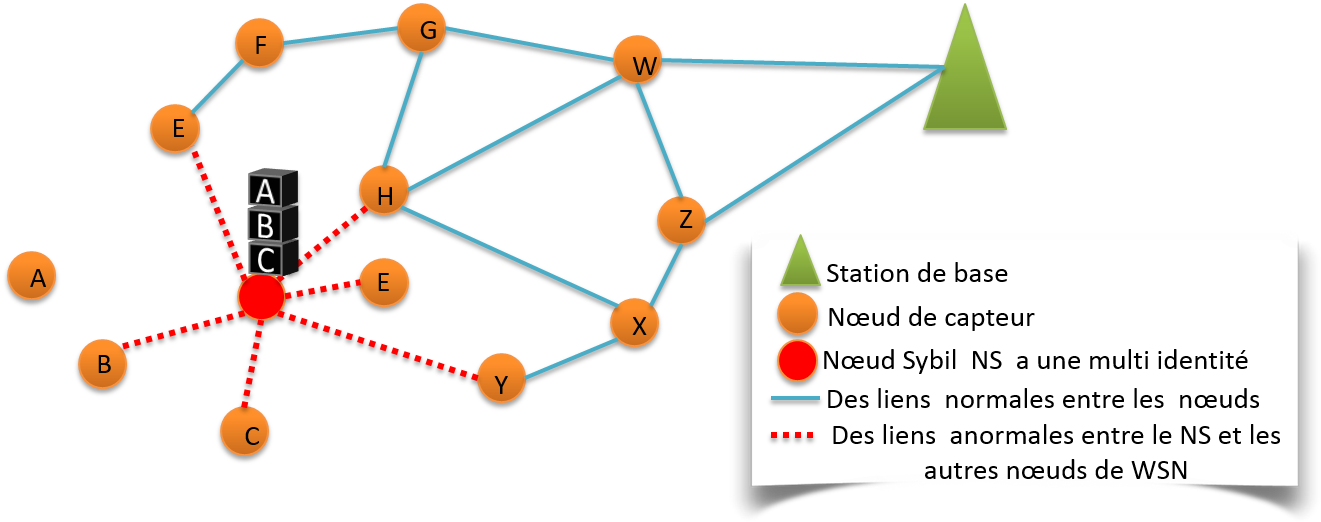 F
G
W
E
A
B
C
H
Z
A
E
B
Y
X
C
Station de base
Nœud de capteur
Nœud Sybil NS a une multi identité
Des liens normales entre les nœuds
Des liens anormales entre le NS et les
autres nœuds de WSN